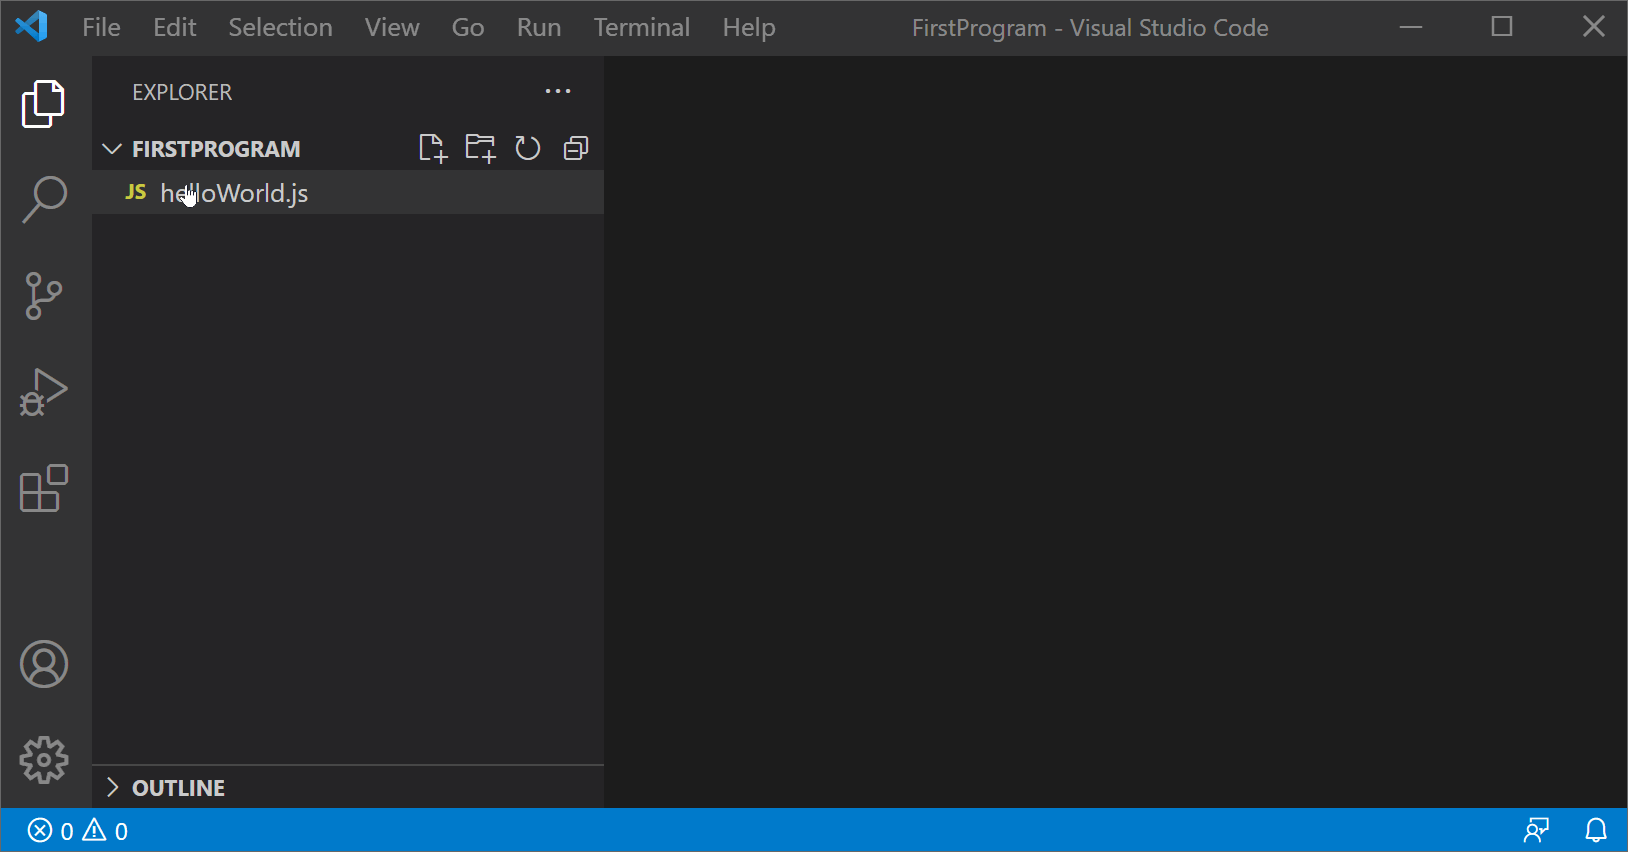 File Edit Selection View Go Run Terminal Help FirstProgram - Visual Studio Code
EXPLORER
FIRSTPROGRAM
JS helloWorld.js
OUTLINE
0 0